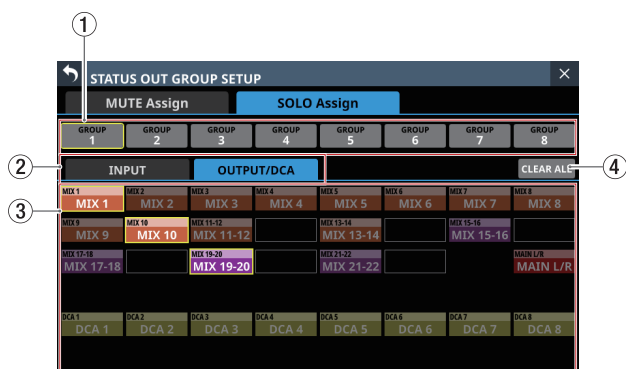 ①
STATUS OUT GROUP SETUP
MUTE Assign SOLO Assign
GROUP 1 GROUP 2 GROUP 3 GROUP 4 GROUP 5 GROUP 6 GROUP 7 GROUP 8
② INPUT OUTPUT/DCA CLEAR ALL ④
③
MIX 1 MIX 2 MIX 3 MIX 4 MIX 5 MIX 6 MIX 7 MIX 8
MIX 1 MIX 2 MIX 3 MIX 4 MIX 5 MIX 6 MIX 7 MIX 8
MIX 9 MIX 10 MIX 11-12 MIX 13-14 MIX 15-16
MIX 9 MIX 10 MIX 11-12 MIX 13-14 MIX 15-16
MIX 17-18 MIX 19-20 MIX 21-22 MAIN L/R
MIX 17-18 MIX 19-20 MIX 21-22 MAIN L/R
DCA 1 DCA 2 DCA 3 DCA 4 DCA 5 DCA 6 DCA 7 DCA 8
DCA 1 DCA 2 DCA 3 DCA 4 DCA 5 DCA 6 DCA 7 DCA 8